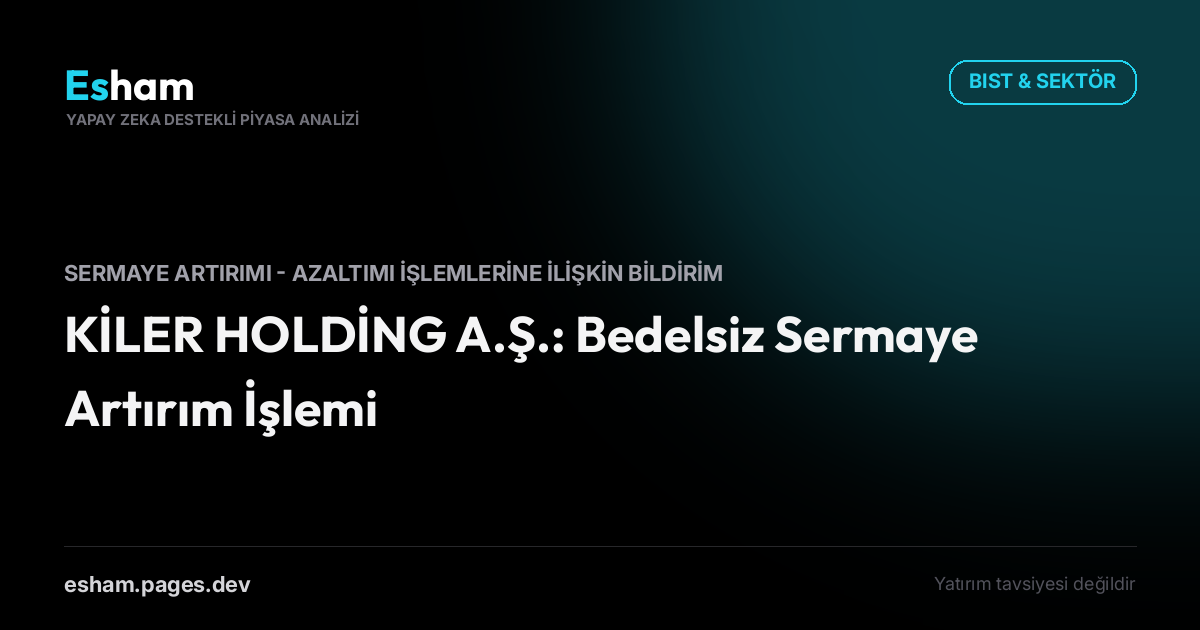 Esham
YAPAY ZEKA DESTEKLİ PİYASA ANALİZİ
BIST & SEKTÖR
SERMAYE ARTIRIMI - AZALTIMI İŞLEMLERİNE İLİŞKİN BİLDİRİM
KİLER HOLDİNG A.Ş.: Bedelsiz Sermaye
Artırım İşlemi
esham.pages.dev
Yatırım tavsiyesi değildir